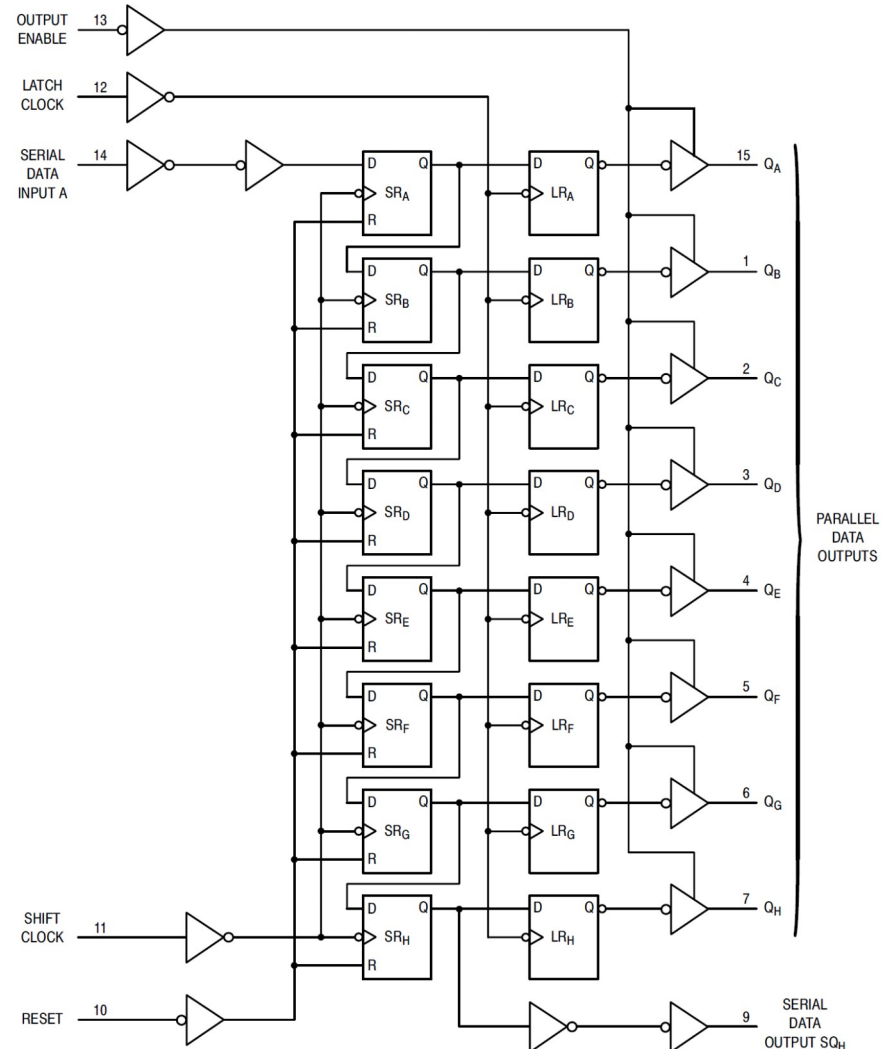 OUTPUT
ENABLE
13
LATCH
CLOCK
12
SERIAL
DATA
INPUT A
14
D Q
SRA
R
D Q
LRA
15 QA
D Q
SRB
R
D Q
LRB
1 QB
D Q
SRC
R
D Q
LRC
2 QC
D Q
SRD
R
D Q
LRD
3 QD
D Q
SRE
R
D Q
LRE
4 QE
D Q
SRF
R
D Q
LRF
5 QF
D Q
SRG
R
D Q
LRG
6 QG
D Q
SRH
R
D Q
LRH
7 QH
PARALLEL
DATA
OUTPUTS
SHIFT
CLOCK
11
RESET
10
9
SERIAL
DATA
OUTPUT SQH